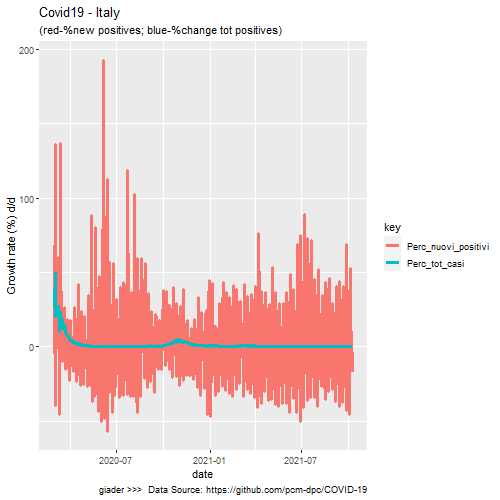 Covid19 - Italy
(red-%new positives; blue-%change tot positives)
200
100
0
Growth rate (%) d/d
2020-07
2021-01
2021-07
date
key
Perc_nuovi_positivi
Perc_tot_casi
giader >>>  Data Source: https://github.com/pcm-dpc/COVID-19